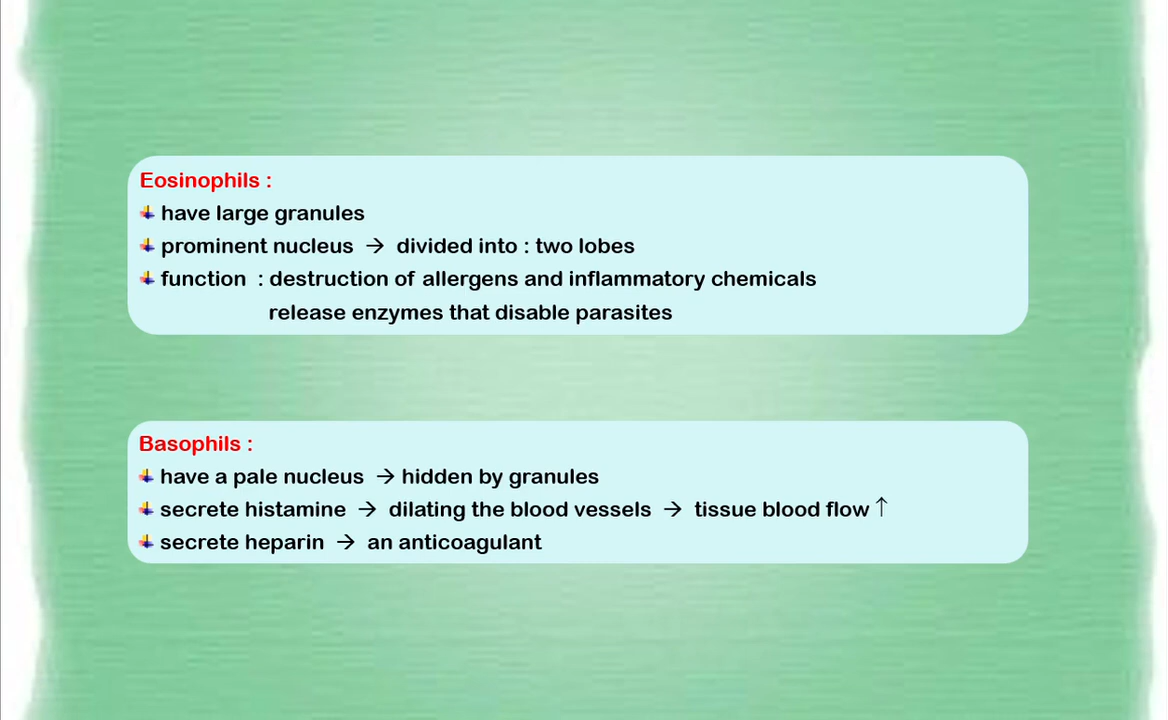 Eosinophils :
have large granules
prominent nucleus → divided into : two lobes
function : destruction of allergens and inflammatory chemicals
release enzymes that disable parasites
Basophils :
have a pale nucleus → hidden by granules
secrete histamine → dilating the blood vessels → tissue blood flow ↑
secrete heparin → an anticoagulant